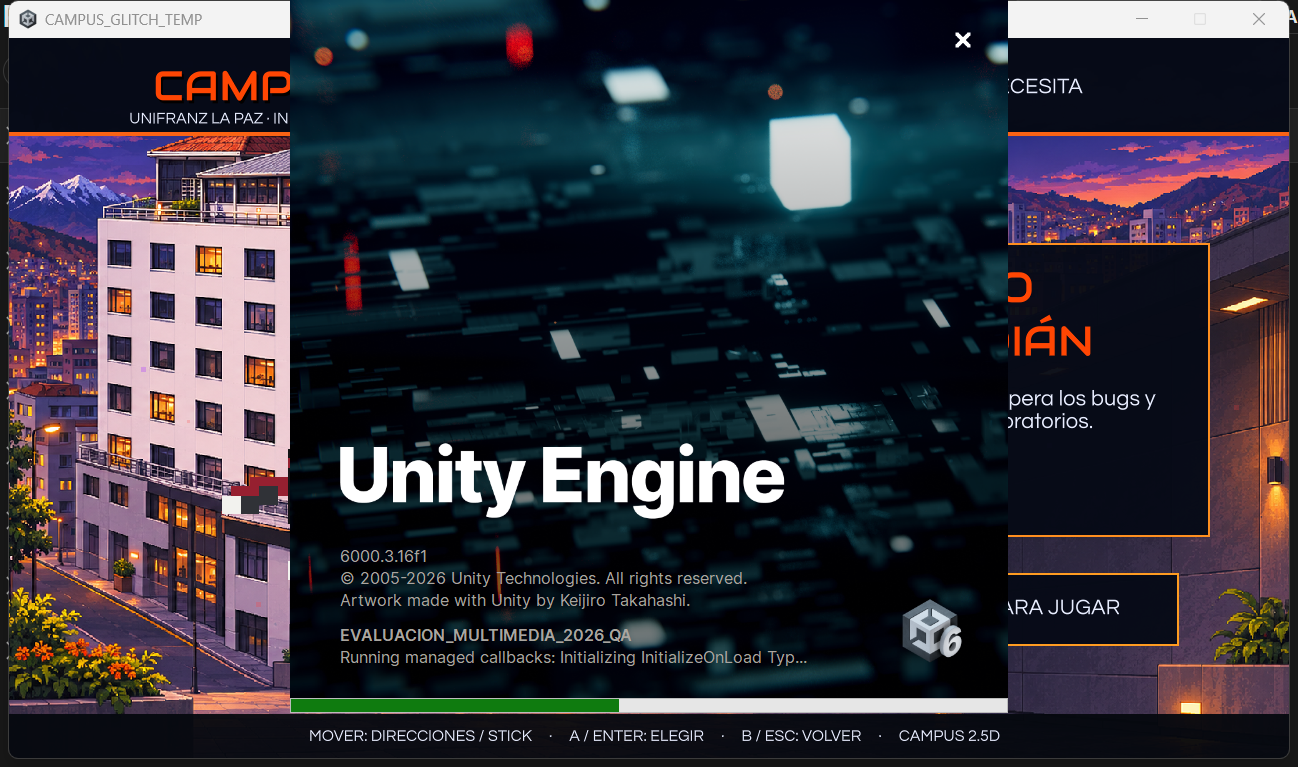 CAMPUS_GLITCH_TEMP
CAMP
UNIFRANZ LA PAZ · IN
CESITA
O
IÁN
pera los bugs y
oratorios.
ARA JUGAR
Unity Engine
6000.3.16f1
© 2005-2026 Unity Technologies. All rights reserved.
Artwork made with Unity by Keijiro Takahashi.
EVALUACION_MULTIMEDIA_2026_QA
Running managed callbacks: Initializing InitializeOnLoad Typ...
6
MOVER: DIRECCIONES / STICK · A / ENTER: ELEGIR · B / ESC: VOLVER · CAMPUS 2.5D